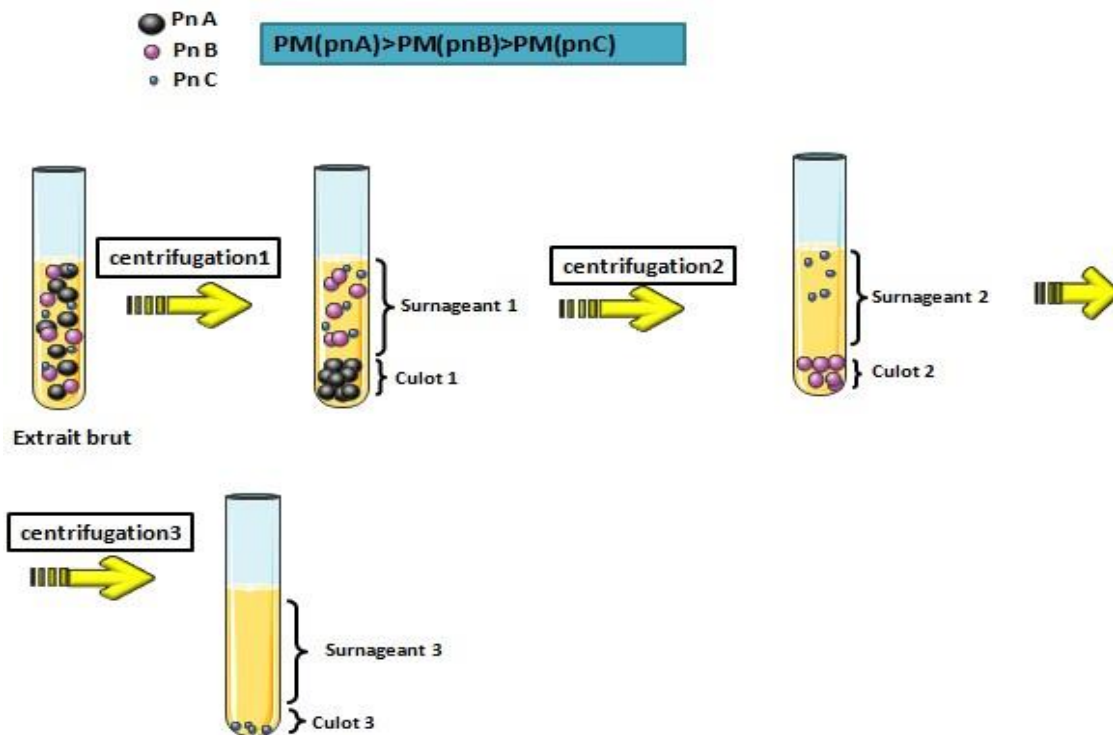 Pn A
Pn B
Pn C
PM(pnA)>PM(pnB)>PM(pnC)
centrifugation1
Surnageant 1
Culot 1
centrifugation2
Surnageant 2
Culot 2
Extrait brut
centrifugation3
Surnageant 3
Culot 3